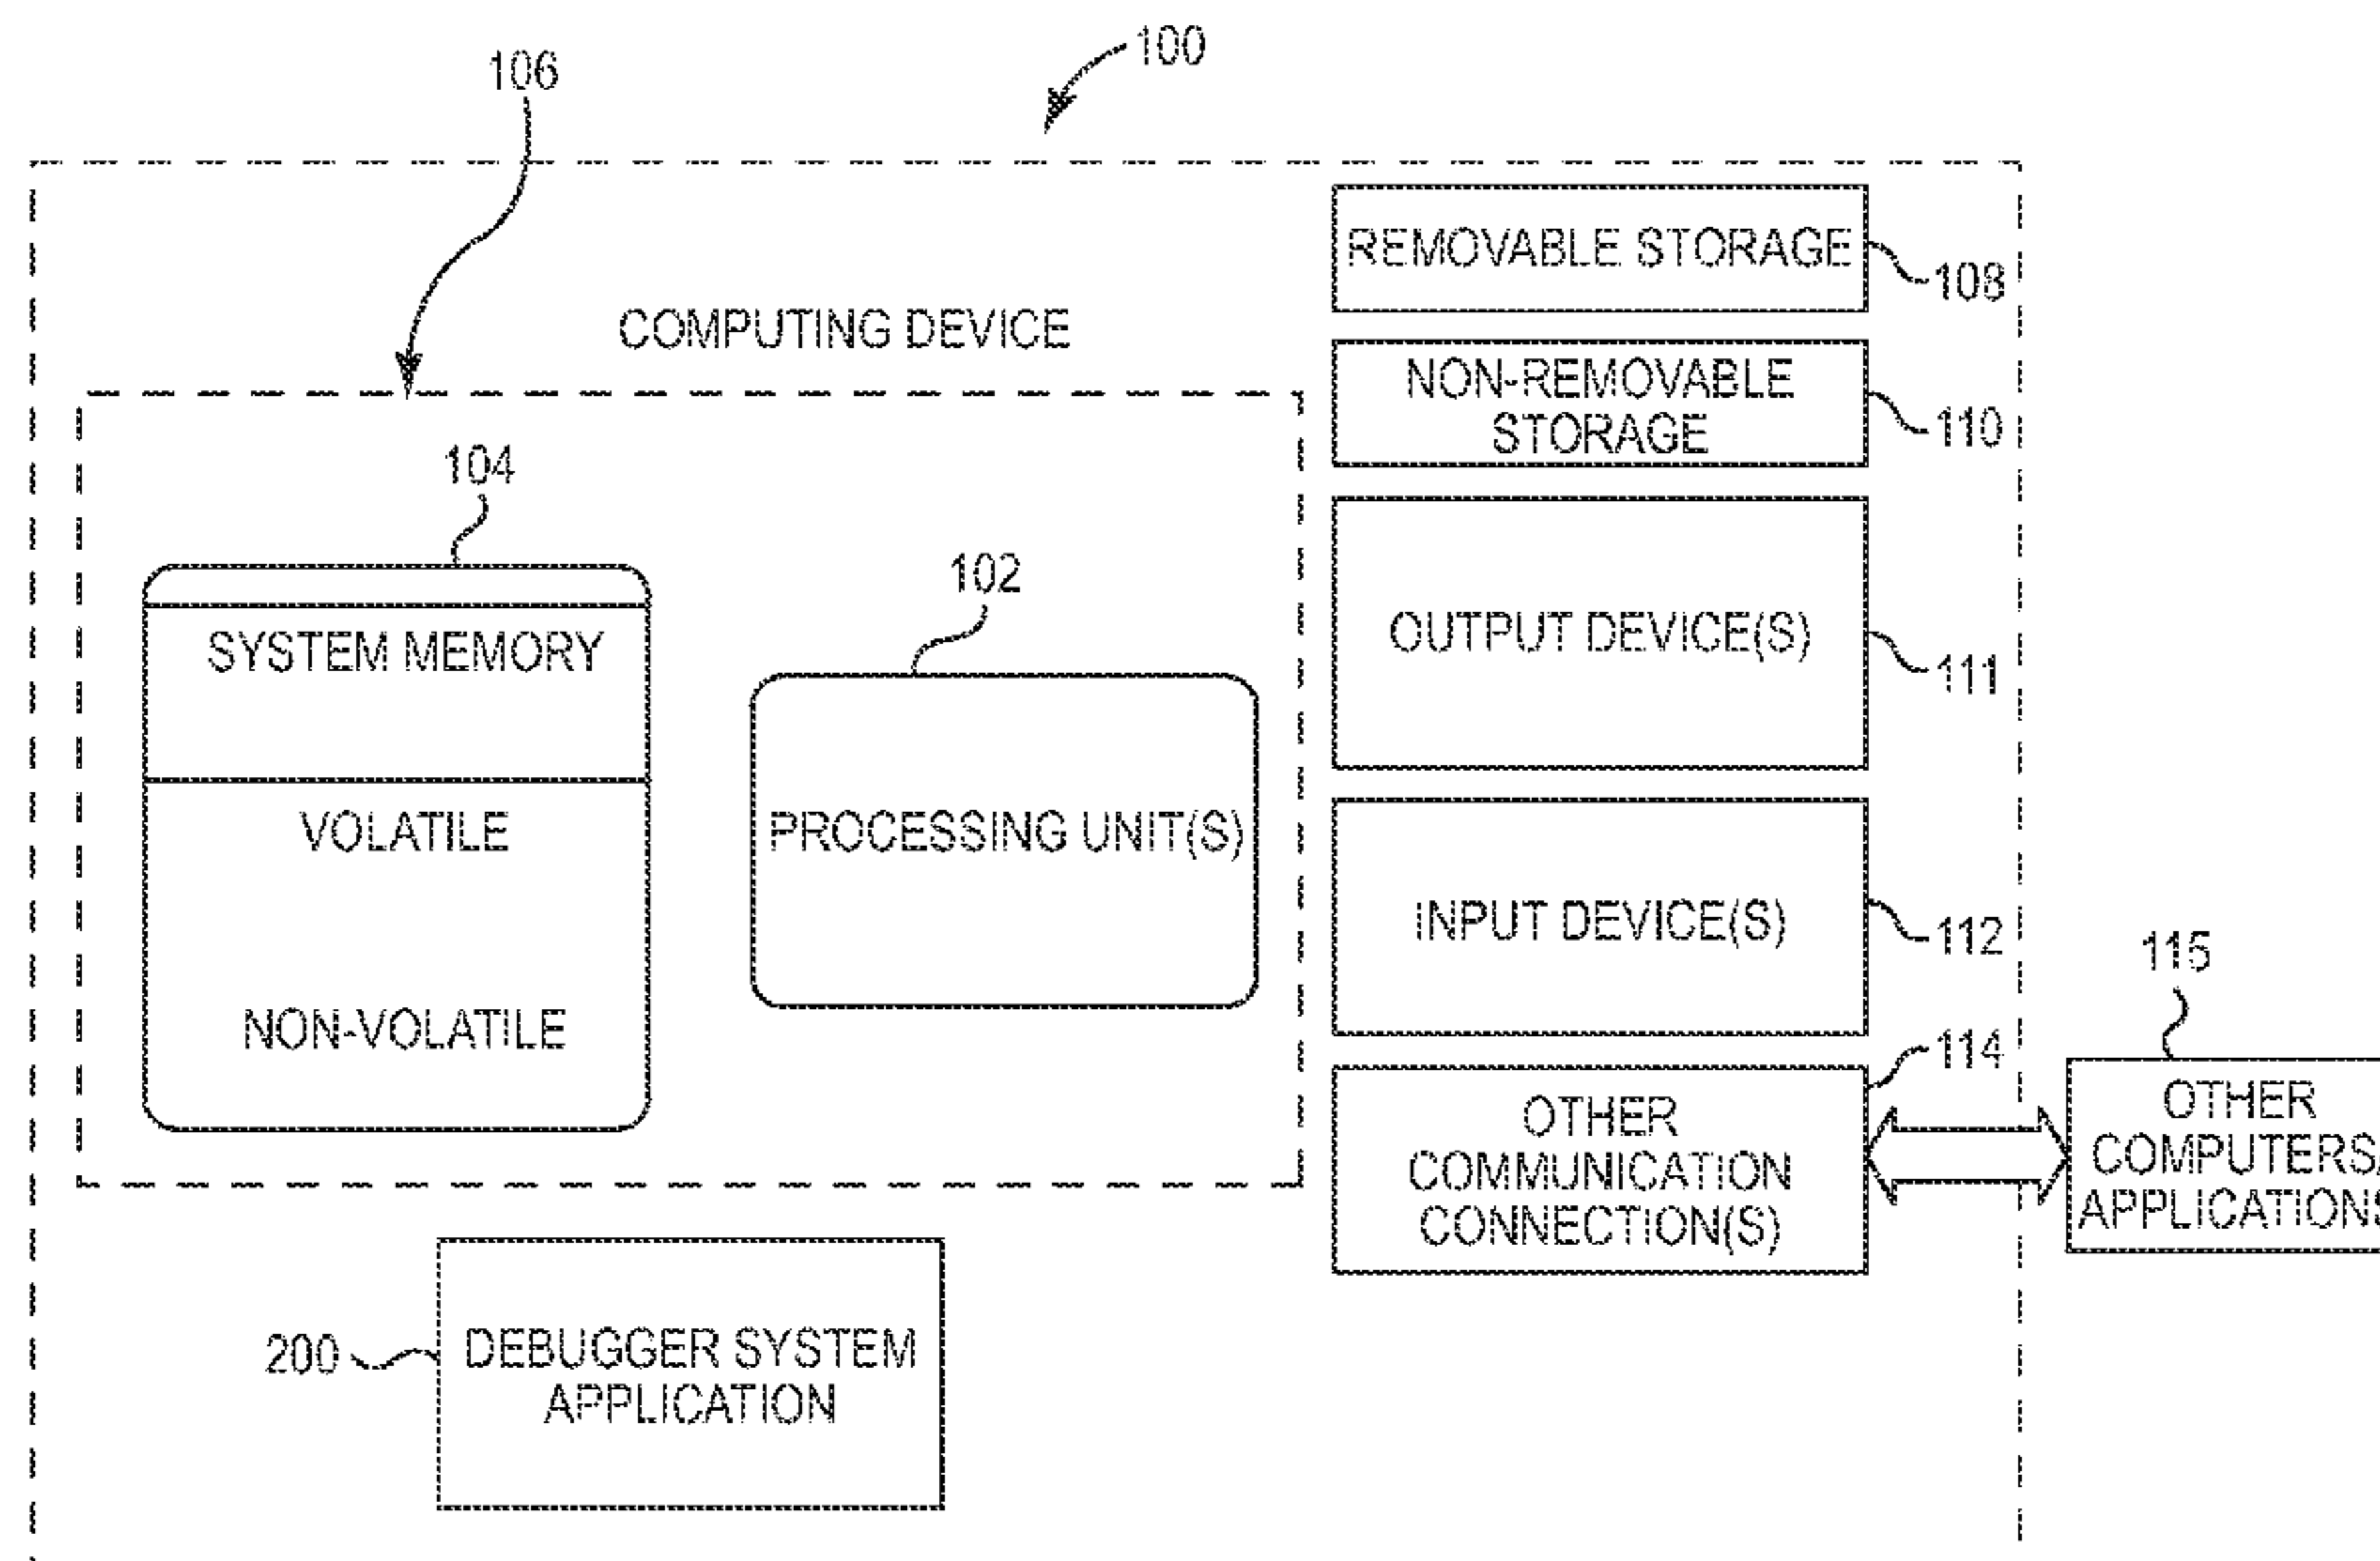 100
106
REMOVABLE STORAGE
108
COMPUTING DEVICE
NON-REMOVABLE
STORAGE
110
104
102
SYSTEM MEMORY
OUTPUT DEVICE(S)
111
VOLATILE
PROCESSING UNIT(S)
INPUT DEVICE(S)
112
NON-VOLATILE
114
115
OTHER
COMMUNICATION
CONNECTION(S)
OTHER
COMPUTERS/
APPLICATIONS
200
DEBUGGER SYSTEM
APPLICATION